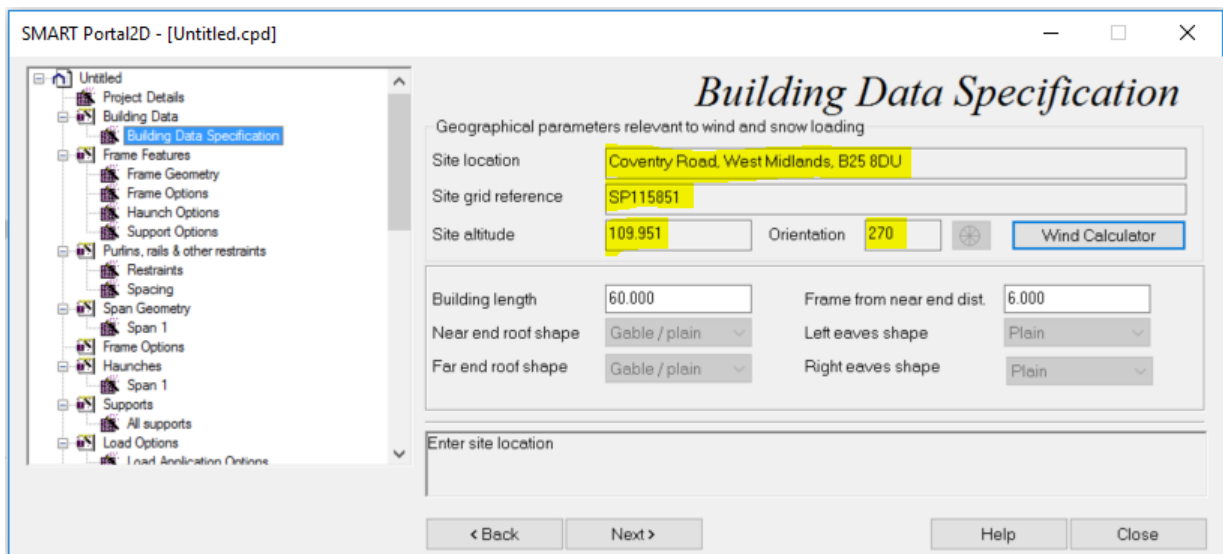 SMART Portal2D - [Untitled.cpd]
Untitled
Project Details
Building Data
Building Data Specification
Frame Features
Frame Geometry
Frame Options
Haunch Options
Support Options
Purlins, rails & other restraints
Restraints
Spacing
Span Geometry
Span 1
Frame Options
Haunches
Span 1
Supports
All supports
Load Options
Load Application Options
Building Data Specification
Geographical parameters relevant to wind and snow loading
Site location Coventry Road, West Midlands, B25 8DU
Site grid reference SP115851
Site altitude 109.951 Orientation 270 Wind Calculator
Building length 60.000 Frame from near end dist. 6.000
Near end roof shape Gable / plain Left eaves shape Plain
Far end roof shape Gable / plain Right eaves shape Plain
Enter site location
< Back Next > Help Close